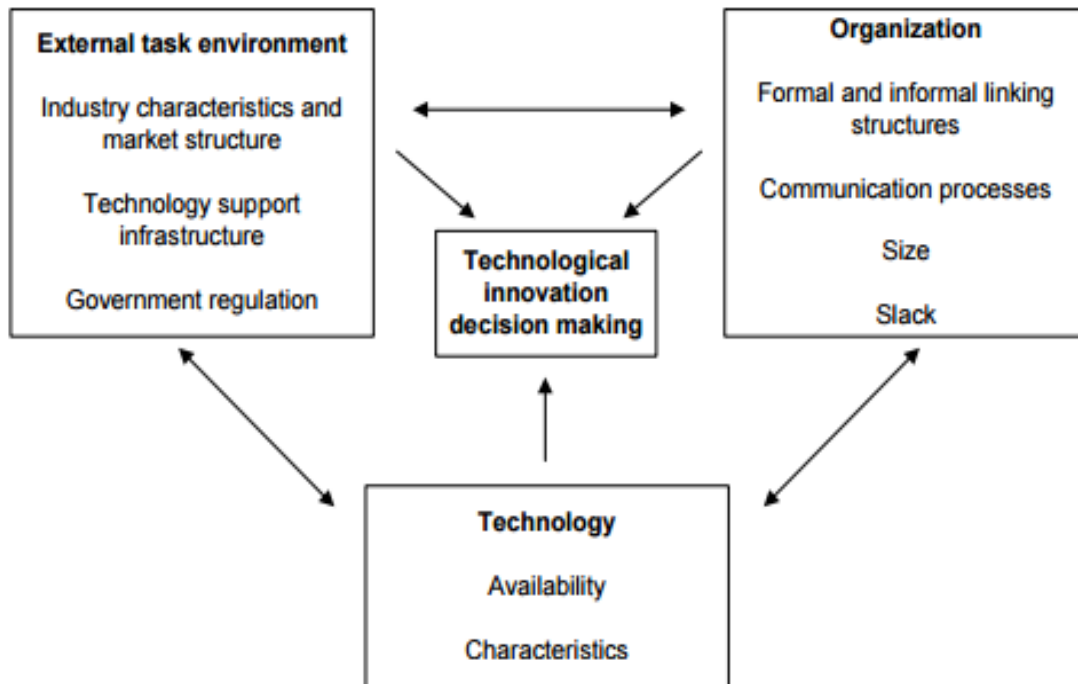 External task environment
Industry characteristics and
market structure
Technology support
infrastructure
Government regulation
Organization
Formal and informal linking
structures
Communication processes
Size
Slack
Technological
innovation
decision making
Technology
Availability
Characteristics